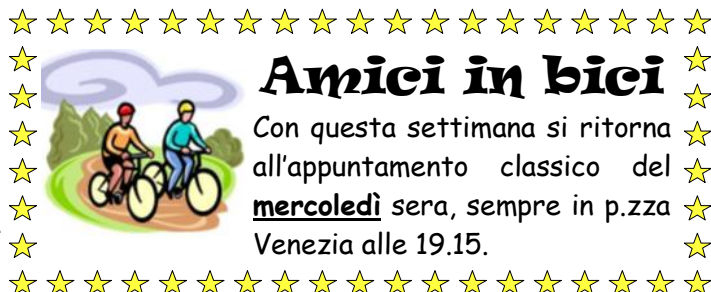 Amici in bici
Con questa settimana si ritorna
all'appuntamento classico del
mercoledì sera, sempre in p.zza
Venezia alle 19.15.